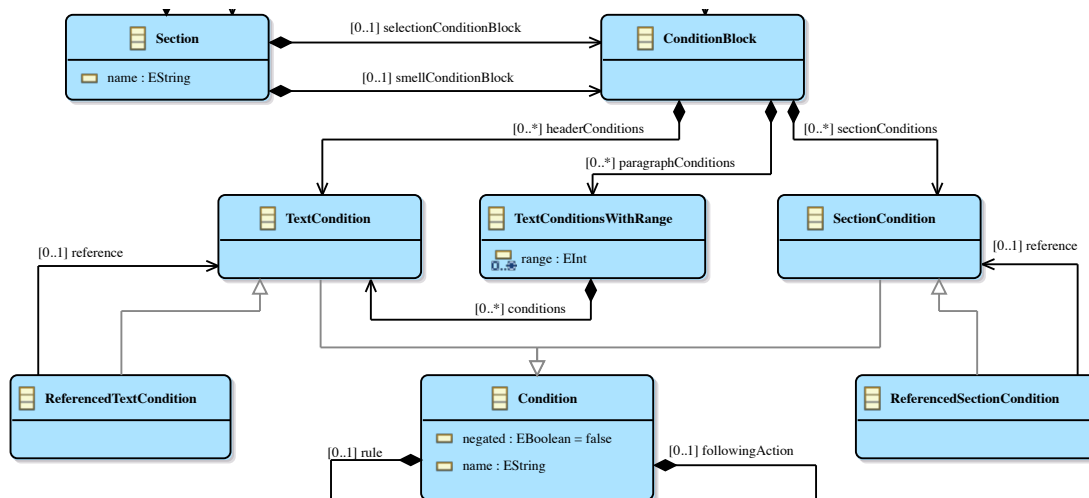 [0..1] selectionConditionBlock
Section
ConditionBlock
name : EString
[0..1] smellConditionBlock
[0..*] headerConditions
[0..*] sectionConditions
[0..*] paragraphConditions
TextCondition
TextConditionsWithRange
SectionCondition
[0..1] reference
range : EInt
0..*
[0..1] reference
[0..*] conditions
ReferencedTextCondition
Condition
ReferencedSectionCondition
negated : EBoolean = false
[0..1] rule
[0..1] followingAction
name : EString